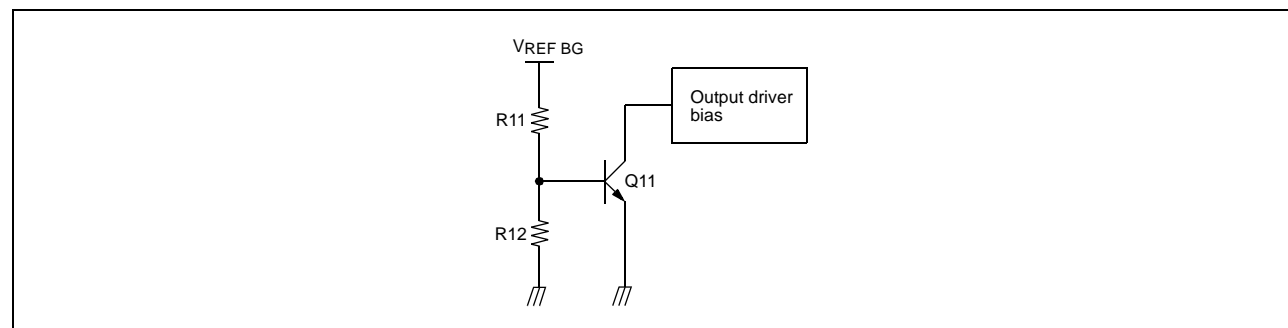 VREF BG
R11
Output driver
bias
Q11
R12